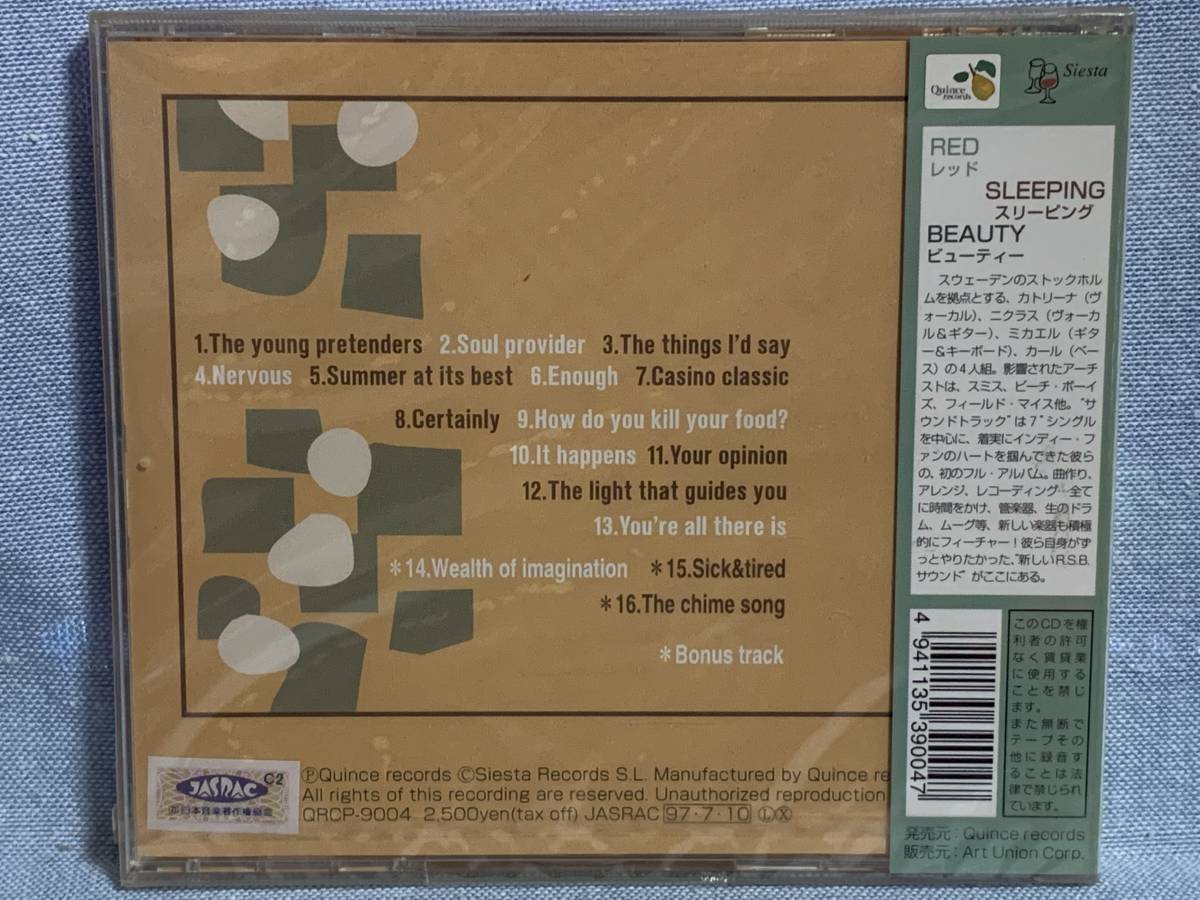 1.The young pretenders 2.Soul provider 3.The things I'd say
4.Nervous 5.Summer at its best 6.Enough 7.Casino classic
8.Certainly 9.How do you kill your food?
10.It happens 11.Your opinion
12.The light that guides you
13.You're all there is
*14.Wealth of imagination *15.Sick&tired
*16.The chime song
*Bonus track
C2
JASRAC
ⓅQuince records ©Siesta Records S.L. Manufactured by Quince re
All rights of this recording are reserved. Unauthorized reproduction
QRCP-9004 2,500yen(tax off) JASRAC 97・7・10 Ⓛ Ⓧ
Quince
records
Siesta
RED
レッド
SLEEPING
スリーピング
BEAUTY
ビューティー
スウェーデンのストックホル
ムを拠点とする、カトリーナ（ヴ
ォーカル）、ニクラス（ヴォーカ
ル&ギター）、ミカエル（ギタ
ー&キーボード）、カール（ベー
ス）の4人組。影響されたアーチ
ストは、スミス、ビーチ・ボーイ
ズ、フィールド・マイス他。"サ
ウンドトラック"は7"シングル
を中心に、着実にインディー・フ
ァンのハートを掴んできた彼ら
の、初のフル・アルバム。曲作り、
アレンジ、レコーディング…全て
に時間をかけ、管楽器、生のドラ
ム、ムーグ等、新しい楽器も積極
的にフィーチャー！彼ら自身がず
っとやりたかった、"新しいR.S.B.
サウンド"がここにある。
4 941135 390047
このCDを権
利者の許可
なく賃貸業
に使用する
ことを禁じ
ます。
また無断で
テープその
他に録音す
ることは法
律で禁じら
れています。
発売元：Quince records
販売元：Art Union Corp.